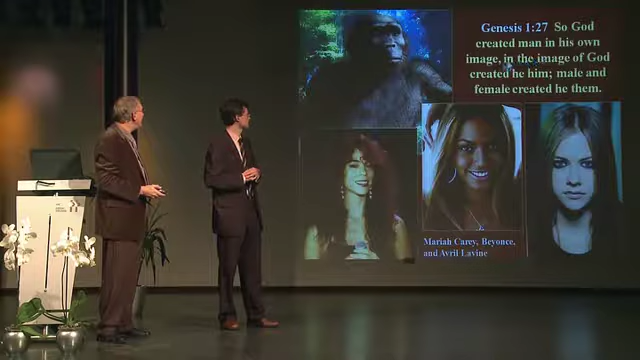 Genesis 1:27 So God
created man in his own
image, in the image of God
created he him; male and
female created he them.
Mariah Carey, Beyonce,
and Avril Lavine